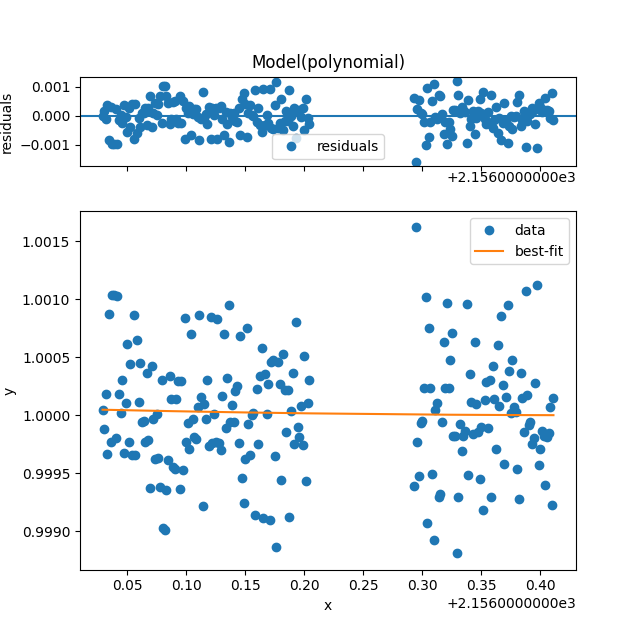 Model(polynomial)
0.001
0.000
−0.001
residuals
residuals
+2.1560000000e3
1.0015
1.0010
1.0005
1.0000
0.9995
0.9990
y
data
best-fit
0.05 0.10 0.15 0.20 0.25 0.30 0.35 0.40
x
+2.1560000000e3